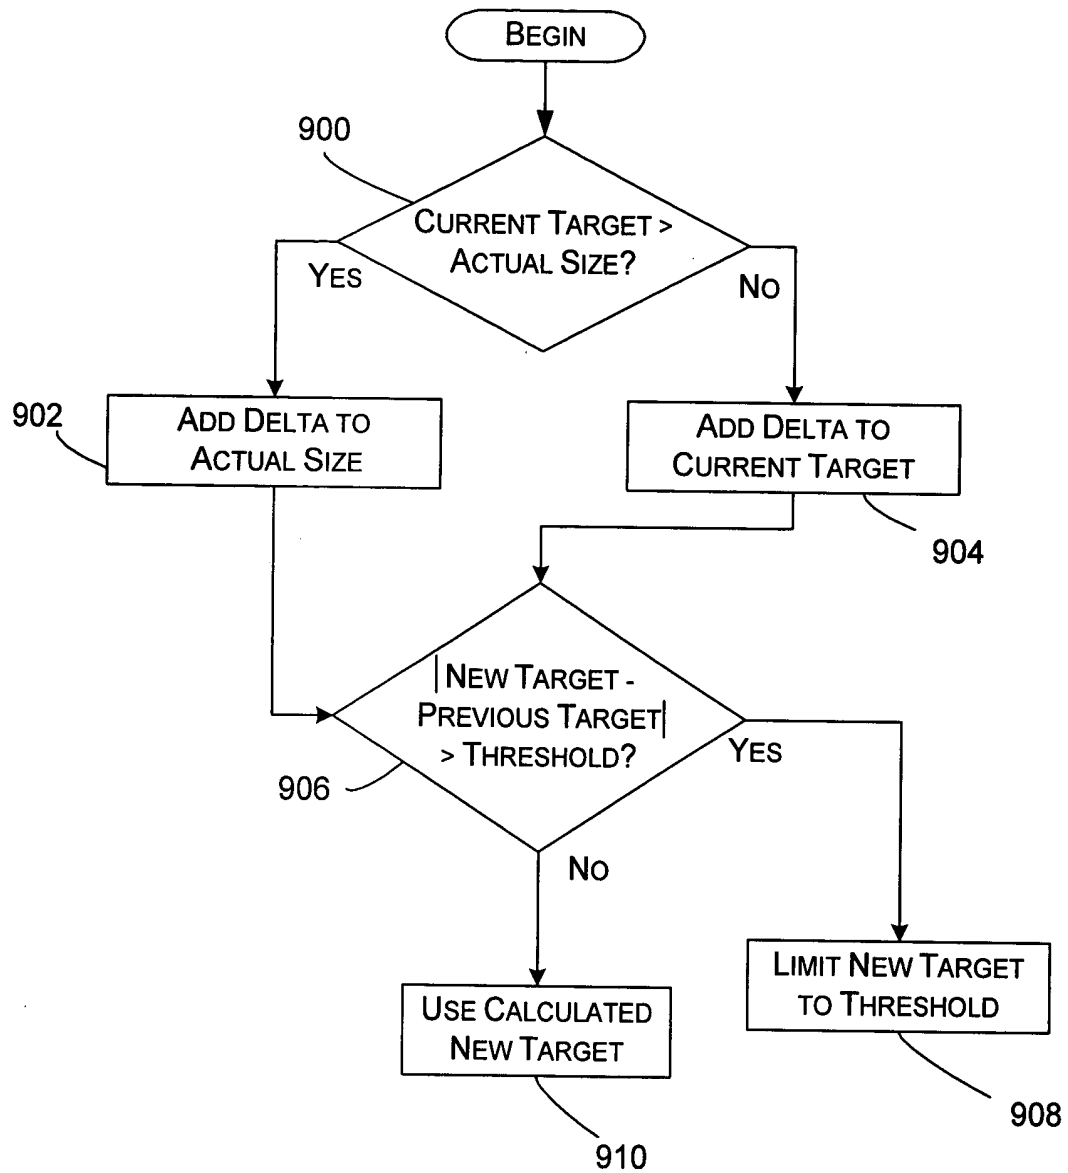 BEGIN
900
CURRENT TARGET >
ACTUAL SIZE?
YES
NO
902
ADD DELTA TO
ACTUAL SIZE
ADD DELTA TO
CURRENT TARGET
904
|NEW TARGET -
PREVIOUS TARGET|
> THRESHOLD?
YES
906
NO
LIMIT NEW TARGET
TO THRESHOLD
USE CALCULATED
NEW TARGET
908
910